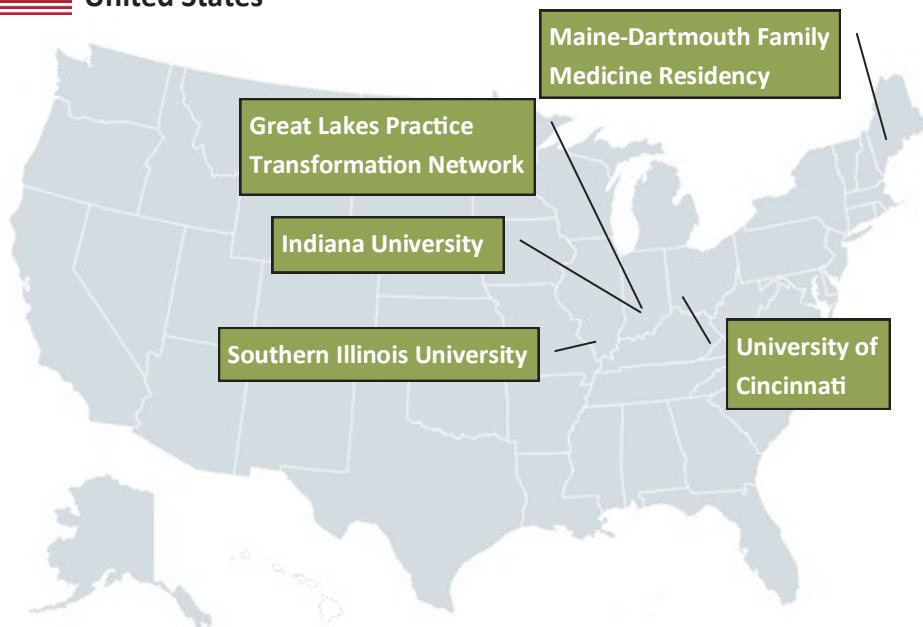 United States
Maine-Dartmouth Family
Medicine Residency
Great Lakes Practice
Transformation Network
Indiana University
Southern Illinois University
University of
Cincinnati